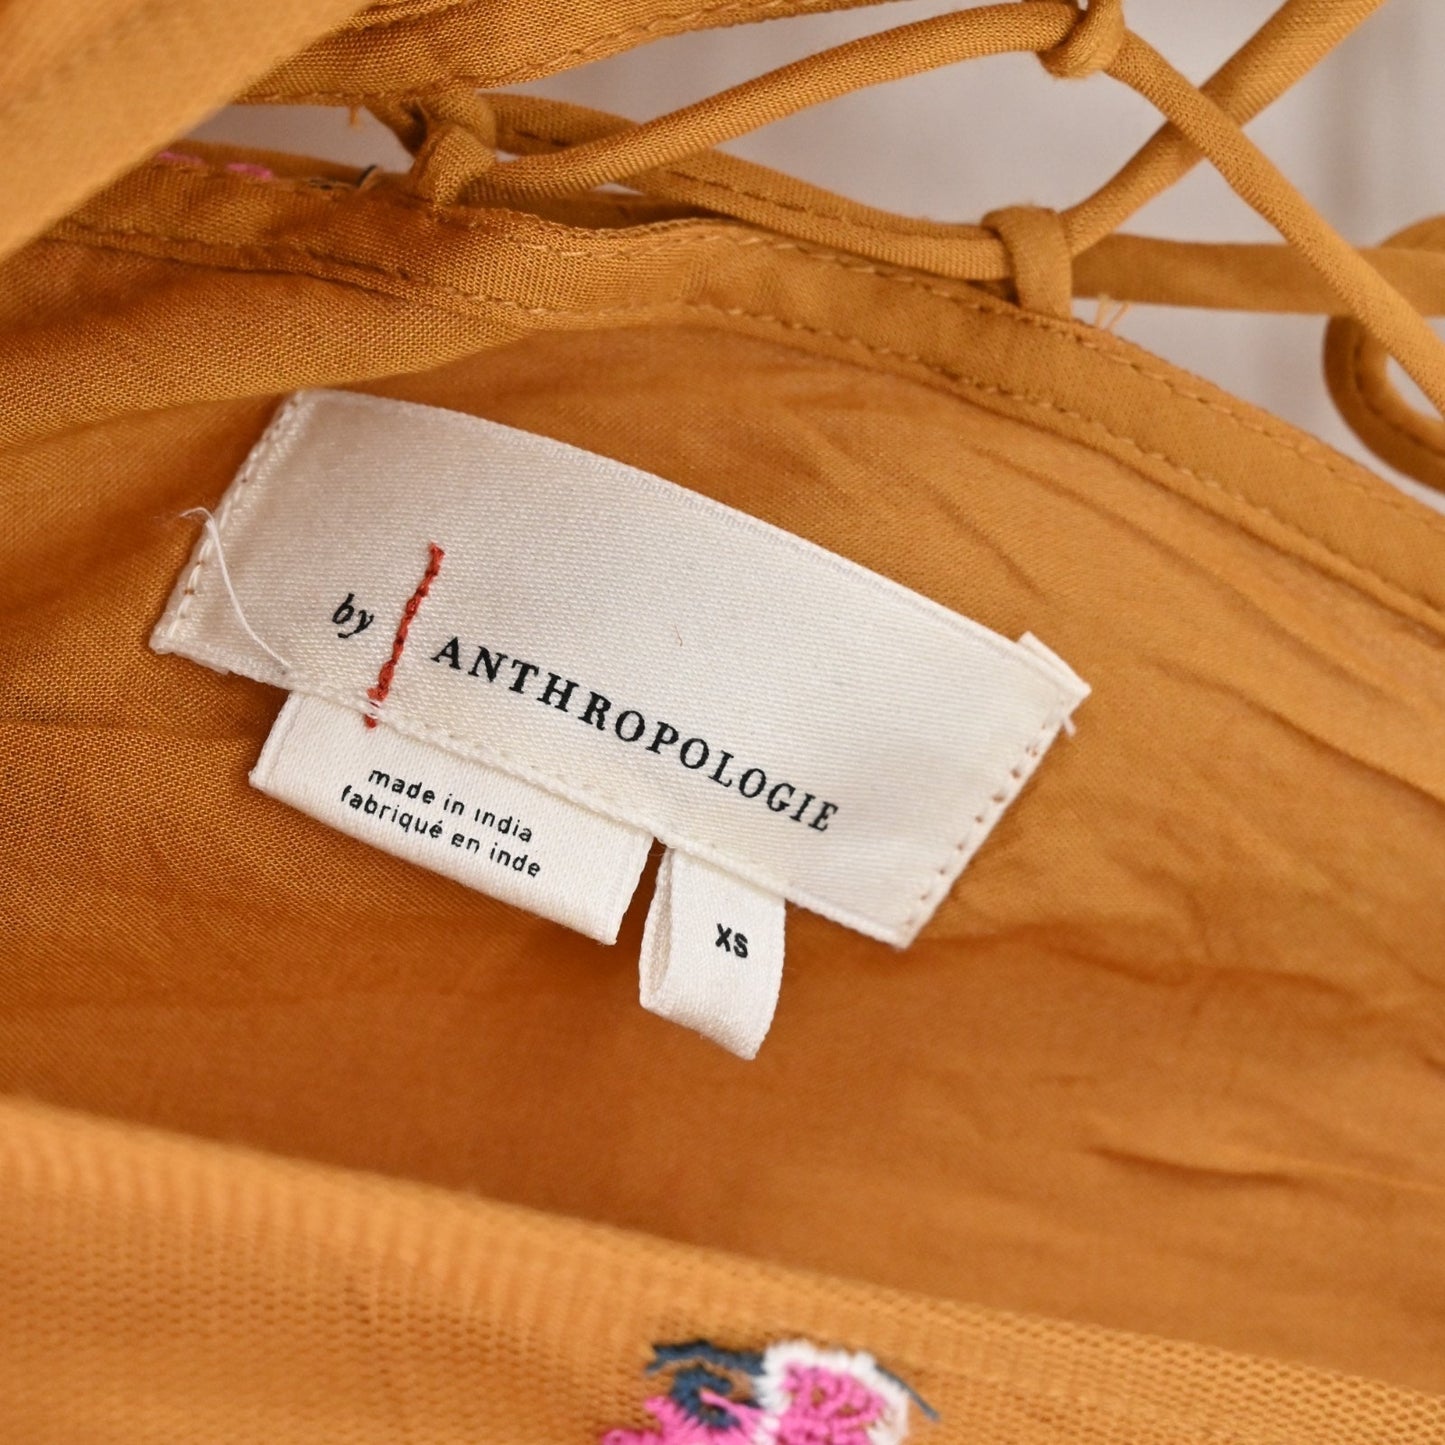 by ANTHROPOLOGIE
made in india
fabriqué en inde
XS